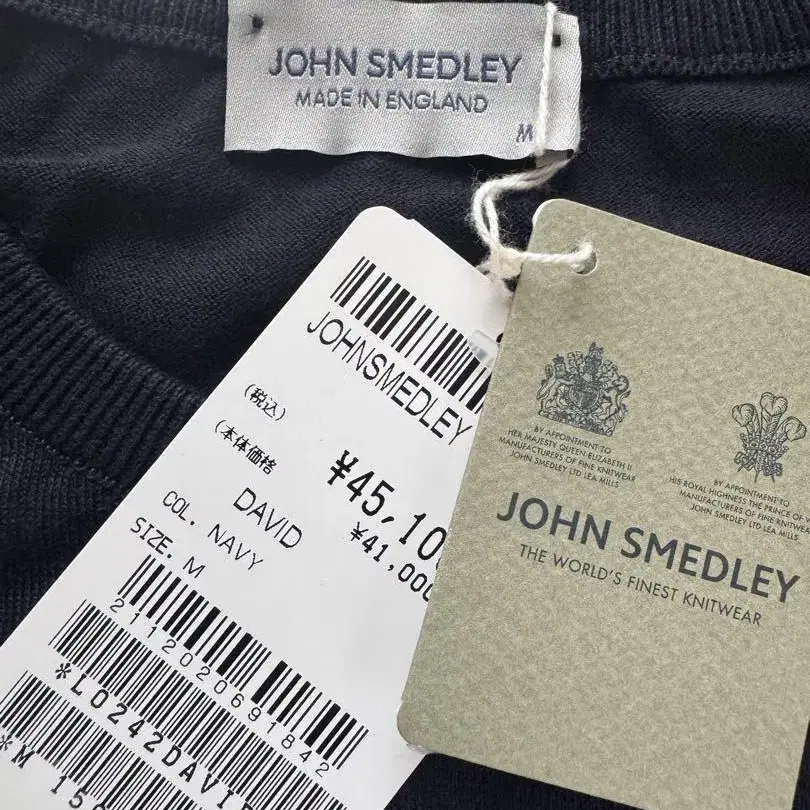 JOHN SMEDLEY
MADE IN ENGLAND
M
JOHNSMEDLEY
(税込)
¥45,10
(本体価格
¥41,000
DAVID
COL. NAVY
SIZE. M
2112020691842
*L0242DAVI
*M 15
BY APPOINTMENT TO
HER MAJESTY QUEEN ELIZABETH II
MANUFACTURERS OF FINE KNITWEAR
JOHN SMEDLEY LTD LEA MILLS
BY APPOINTMENT TO
HIS ROYAL HIGHNESS THE PRINCE OF
MANUFACTURERS OF FINE KNITWEAR
JOHN SMEDLEY LTD LEA MILLS
JOHN SMEDLEY
THE WORLD'S FINEST KNITWEAR